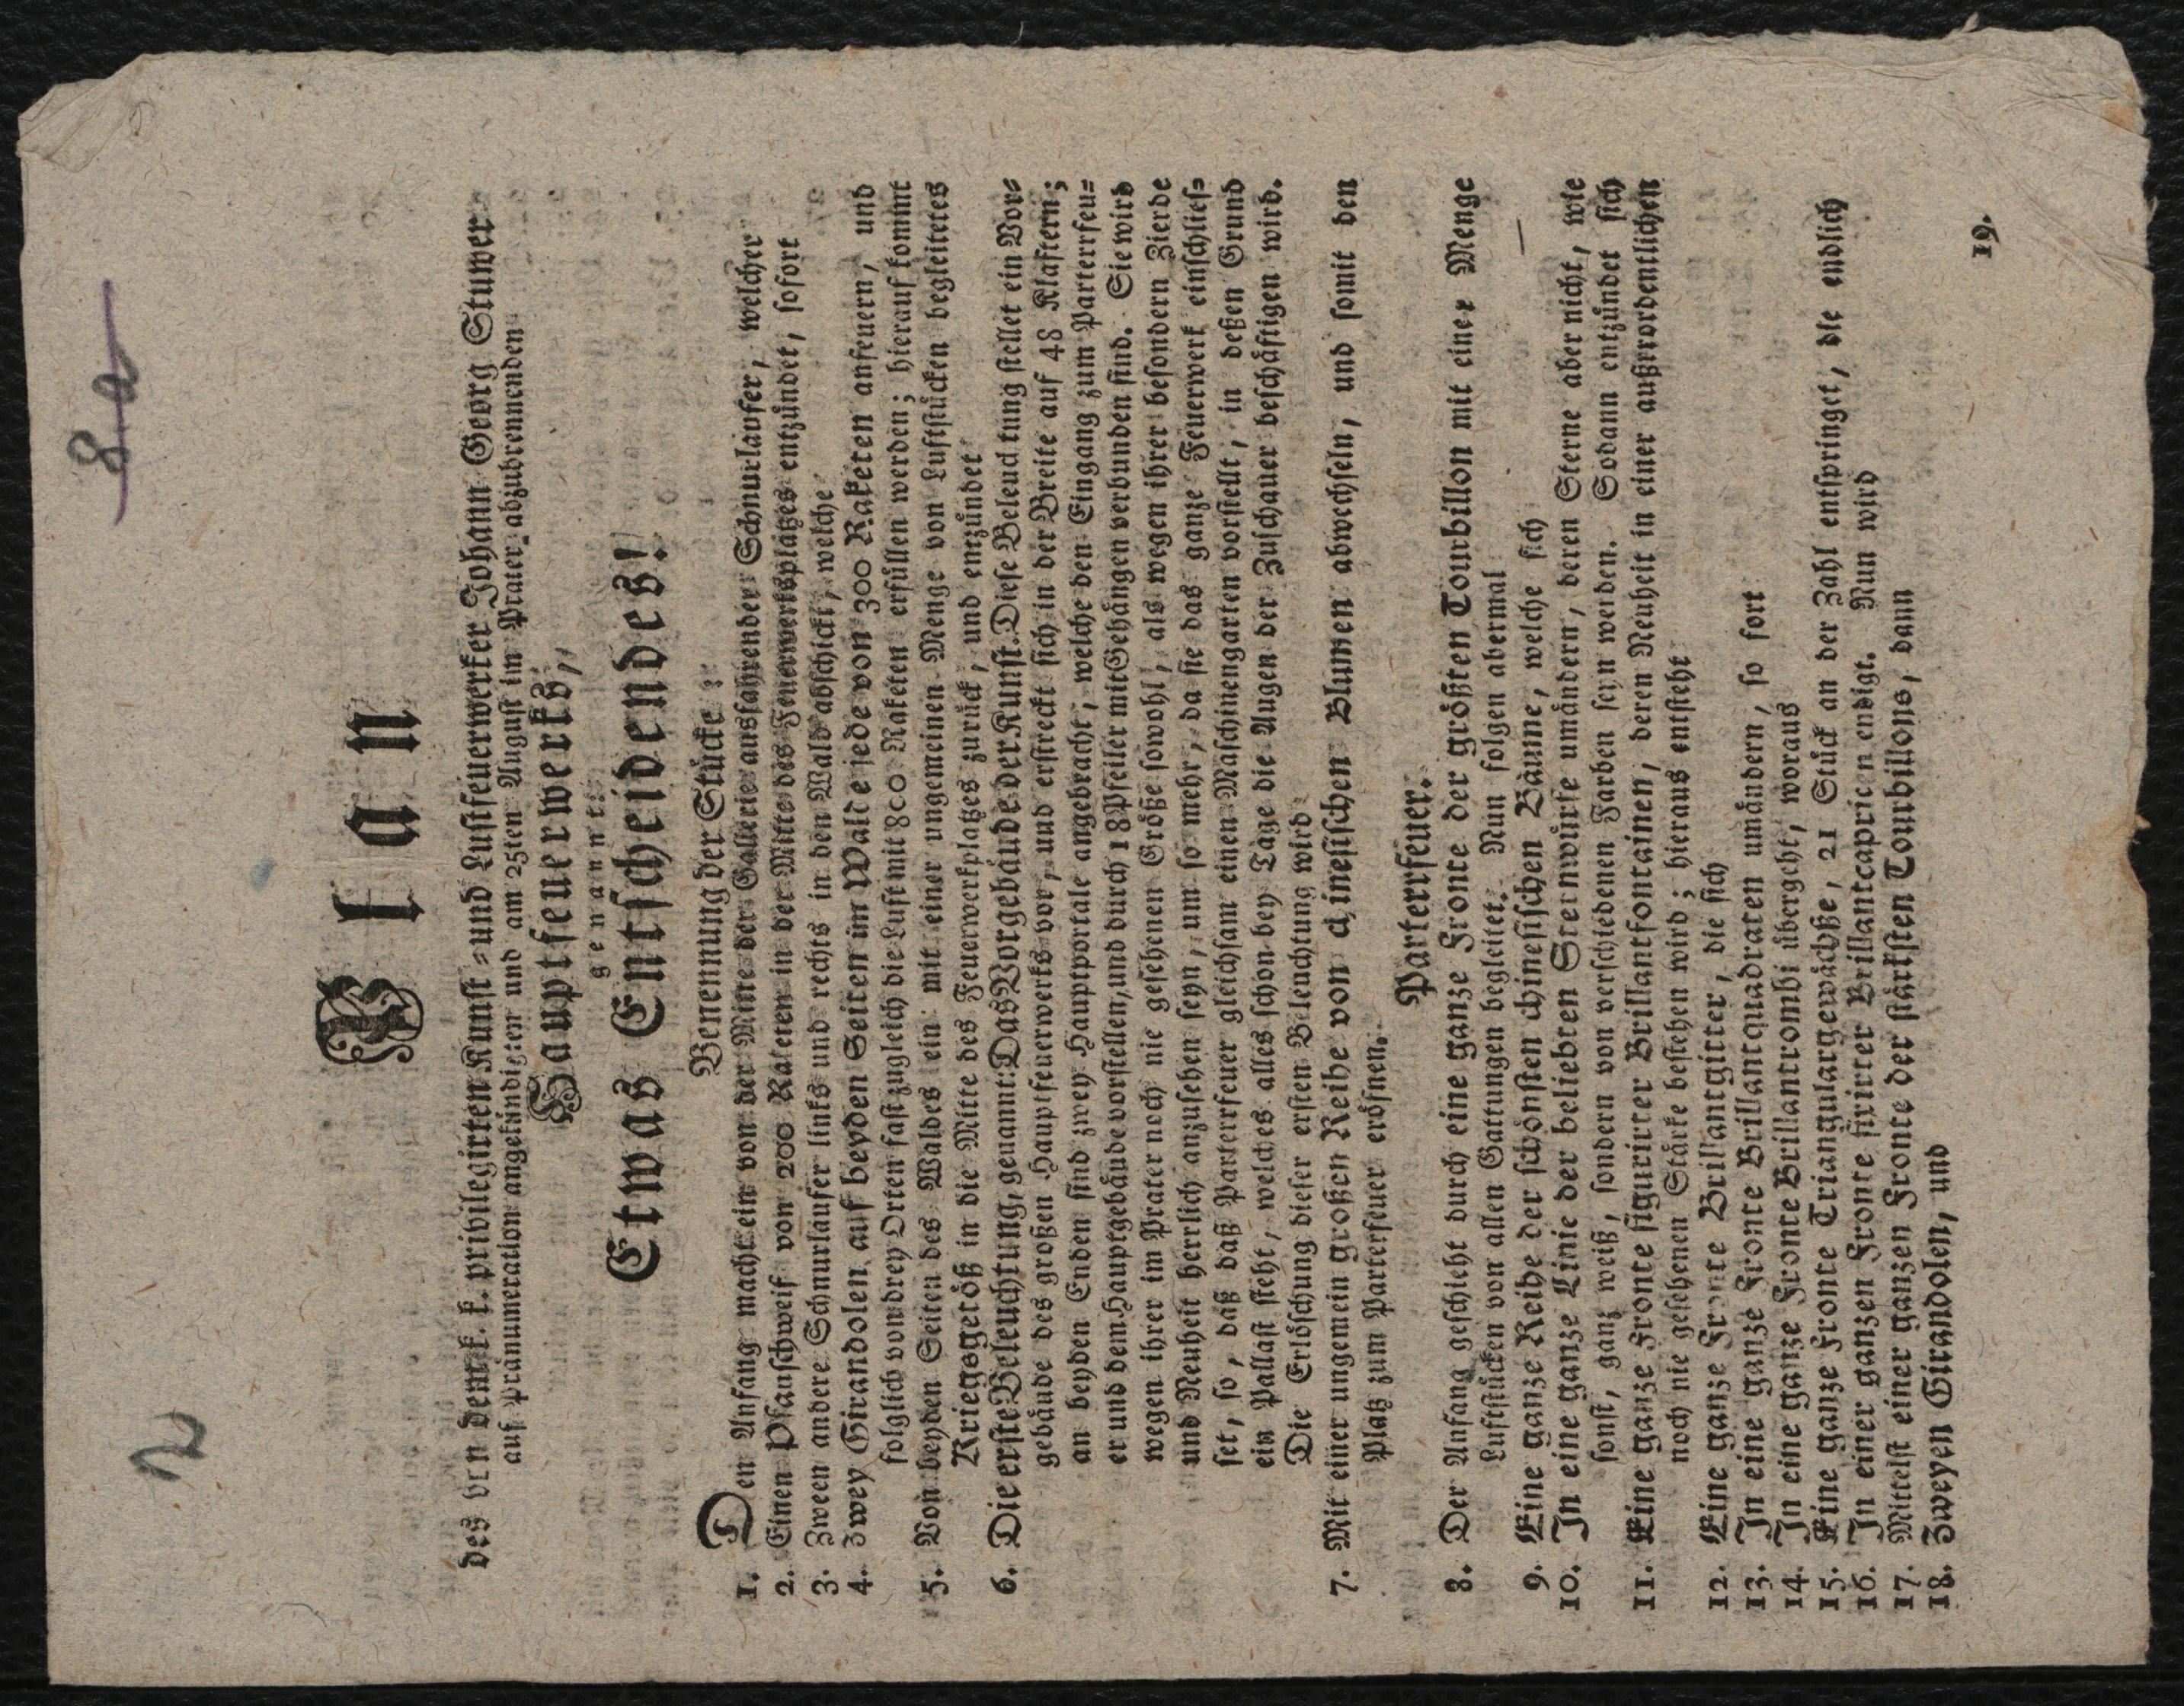 2
8 a
Plan
des von dem k. k. privilegirten Kunst- und Lustfeuerwerker Johann Georg Stuwer
auf Pränumeration angekündigten und am 25sten August im Prater abzubrennenden
Hauptfeuerwerks,
genannt:
Etwas Entscheidendes!
Benennung der Stücke:
1. Den Anfang macht ein von der Mitte der Gallerie ausfahrender Schnurlaufer, welcher
2. Einen Pfauschweif von 200 Raketen in der Mitte des Feuerwerksplatzes entzündet, sofort
3. Zween andere Schnurlaufer links und rechts in den Wald abschickt, welche
4. Zwey Girandolen auf beyden Seiten im Walde jede von 300 Raketen anfeuern, und
folglich von drey Orten fast zugleich die Luft mit 800 Raketen erfüllen werden; hierauf kommt
5. Von beyden Seiten des Waldes ein mit einer ungemeinen Menge von Luftstücken begleitetes
Kriegsgetöß in die Mitte des Feuerwerkplatzes zurück, und entzündet
6. Die erste Beleuchtung, genannt: Das Vorgebäude der Kunst. Diese Beleuchtung stellet ein Vor=
gebäude des großen Hauptfeuerwerks vor, und erstreckt sich in der Breite auf 48 Klaftern;
an beyden Enden sind zwey Hauptportale angebracht, welche den Eingang zum Parterrfeu=
er und dem Hauptgebäude vorstellen, und durch 18 Pfeiler mit Gehängen verbunden sind. Sie wird
wegen ihrer im Prater noch nie gesehenen Größe sowohl, als wegen ihrer besondern Zierde
und Neuheit herrlich anzusehen seyn, um so mehr, da sie das ganze Feuerwerk einschlies=
set, so, daß daß Parterrfeuer gleichsam einen Maschinengarten vorstellt, in deßen Grund
ein Pallast steht, welches alles schon bey Tage die Augen der Zuschauer beschäftigen wird.
Die Erlöschung dieser ersten Beleuchtung wird
7. Mit einer ungemein großen Reihe von chinesischen Blumen abwechseln, und somit den
Platz zum Parterfeuer eröfnen.
Parterrfeuer.
8. Der Anfang geschieht durch eine ganze Fronte der größten Tourbillon mit einer Menge
Luftstücken von allen Gattungen begleitet. Nun folgen abermal
9. Eine ganze Reihe der schönsten chinesischen Bäume, welche sich
10. In eine ganze Linie der beliebten Sternwürfe umändern, deren Sterne aber nicht, wie
sonst, ganz weiß, sondern von verschiedenen Farben seyn werden. Sodann entzündet sich
11. Eine ganze Fronte figurirter Brillantfontainen, deren Neuheit in einer außrordentlichen
noch nie gesehenen Stärke bestehen wird; hieraus entsteht
12. Eine ganze Fronte Brillantgitter, die sich
13. In eine ganze Fronte Brillantquadraten umändern, so fort
14. In eine ganze Fronte Brillantrombi übergeht, woraus
15. Eine ganze Fronte Triangulargewächße, 21 Stück an der Zahl entspringet, die endlich
16. In einer ganzen Fronte fixirter Brillantcapricen endigt. Nun wird
17. Mittelst einer ganzen Fronte der stärksten Tourbillons, dann
18. Zweyen Girandolen, und
19.